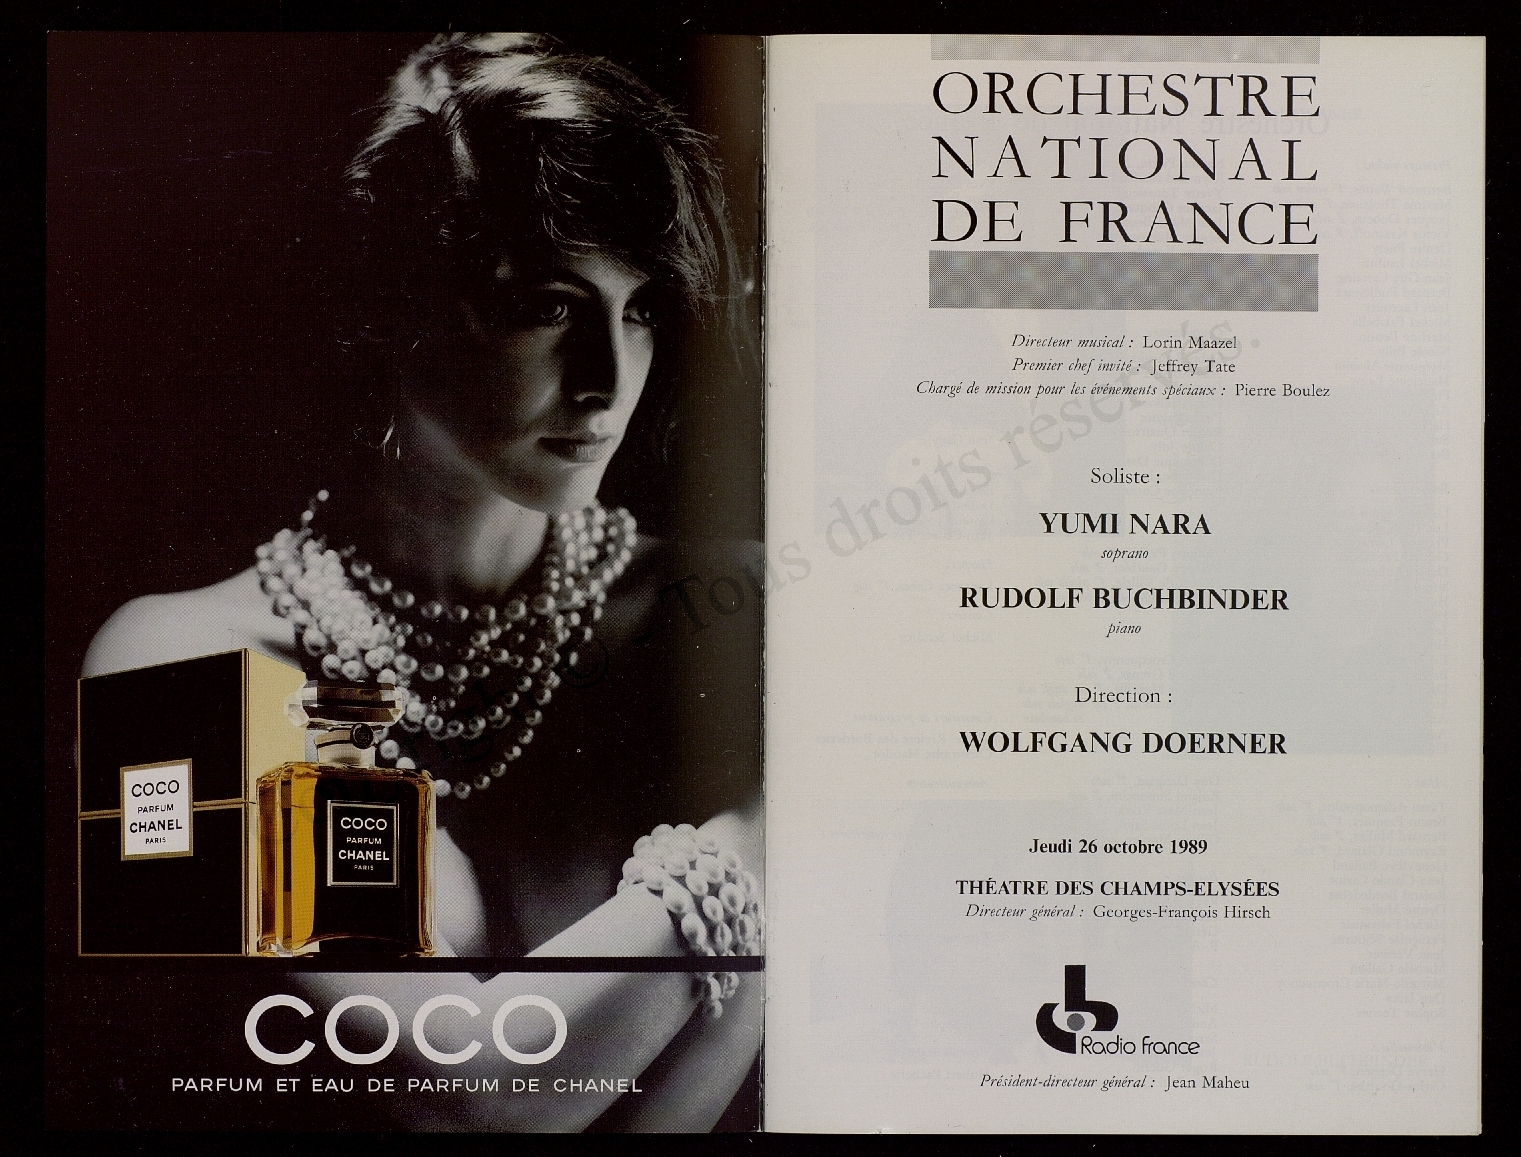 COCO
PARFUM
CHANEL
PARIS
COCO
PARFUM
CHANEL
PARIS
COCO
PARFUM ET EAU DE PARFUM DE CHANEL
ORCHESTRE
NATIONAL
DE FRANCE
Directeur musical : Lorin Maazel
Premier chef invité : Jeffrey Tate
Chargé de mission pour les événements spéciaux : Pierre Boulez
Soliste :
YUMI NARA
soprano
RUDOLF BUCHBINDER
piano
Direction :
WOLFGANG DOERNER
Jeudi 26 octobre 1989
THÉATRE DES CHAMPS-ELYSÉES
Directeur général : Georges-François Hirsch
Radio france
Président-directeur général : Jean Maheu
© Tous droits réservés.